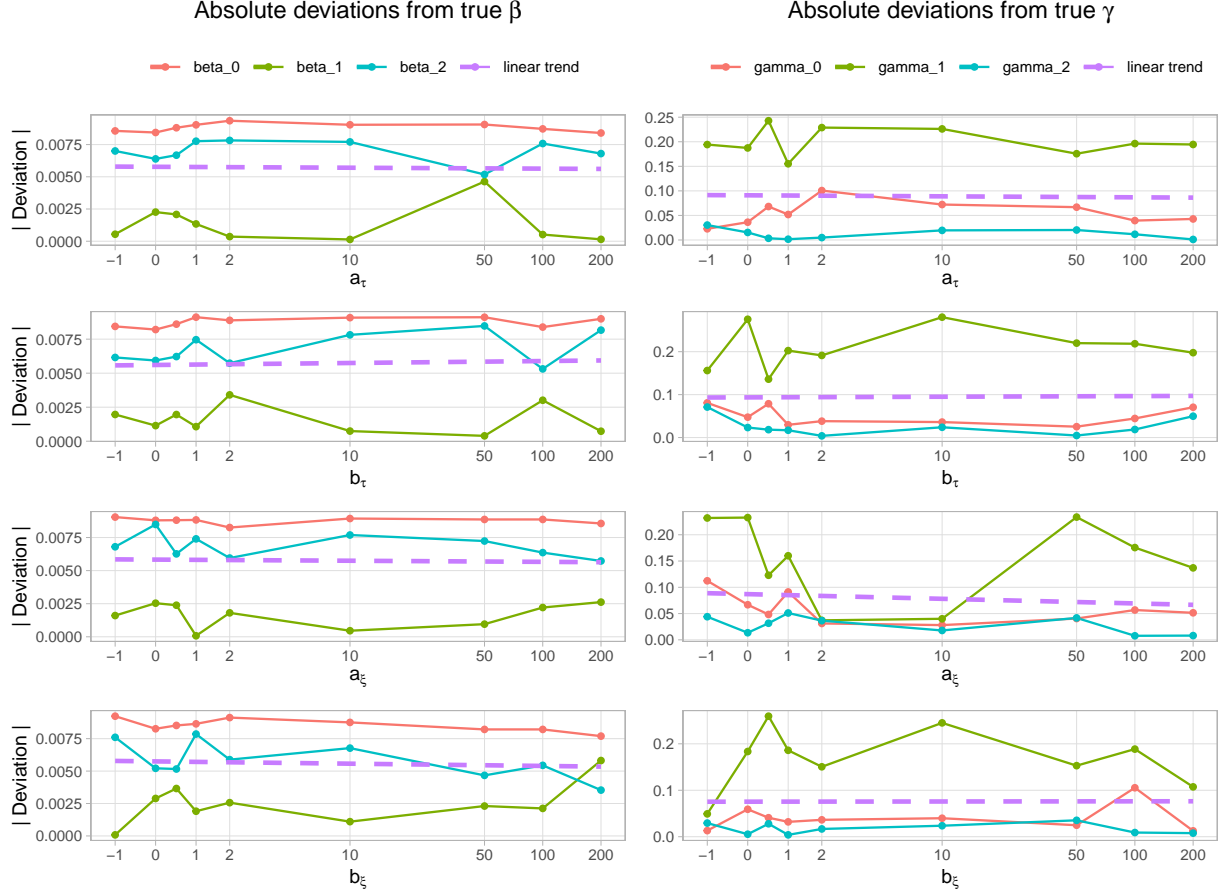 Absolute deviations from true β
Absolute deviations from true γ
beta_0 beta_1 beta_2 linear trend
gamma_0 gamma_1 gamma_2 linear trend
| Deviation |
0.0075
0.0050
0.0025
0.0000
−1 0 1 2 10 50 100 200
a_τ
0.25
0.20
0.15
0.10
0.05
0.00
−1 0 1 2 10 50 100 200
a_τ
| Deviation |
0.0075
0.0050
0.0025
0.0000
−1 0 1 2 10 50 100 200
b_τ
0.2
0.1
0.0
−1 0 1 2 10 50 100 200
b_τ
| Deviation |
0.0075
0.0050
0.0025
0.0000
−1 0 1 2 10 50 100 200
a_ξ
0.20
0.15
0.10
0.05
0.00
−1 0 1 2 10 50 100 200
a_ξ
| Deviation |
0.0075
0.0050
0.0025
0.0000
−1 0 1 2 10 50 100 200
b_ξ
0.2
0.1
0.0
−1 0 1 2 10 50 100 200
b_ξ